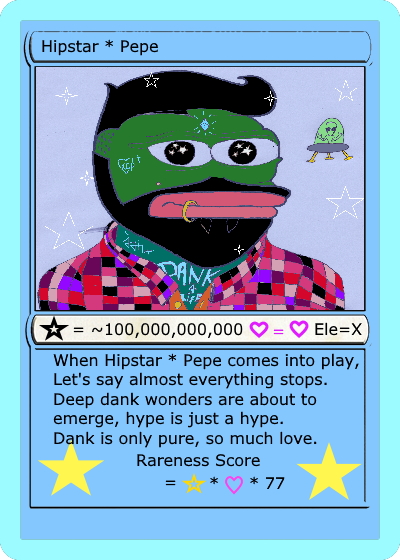 Hipstar * Pepe
DANK
4
LIFE
= ~100,000,000,000 = Ele=X
When Hipstar * Pepe comes into play,
Let's say almost everything stops.
Deep dank wonders are about to
emerge, hype is just a hype.
Dank is only pure, so much love.
Rareness Score
= * * 77